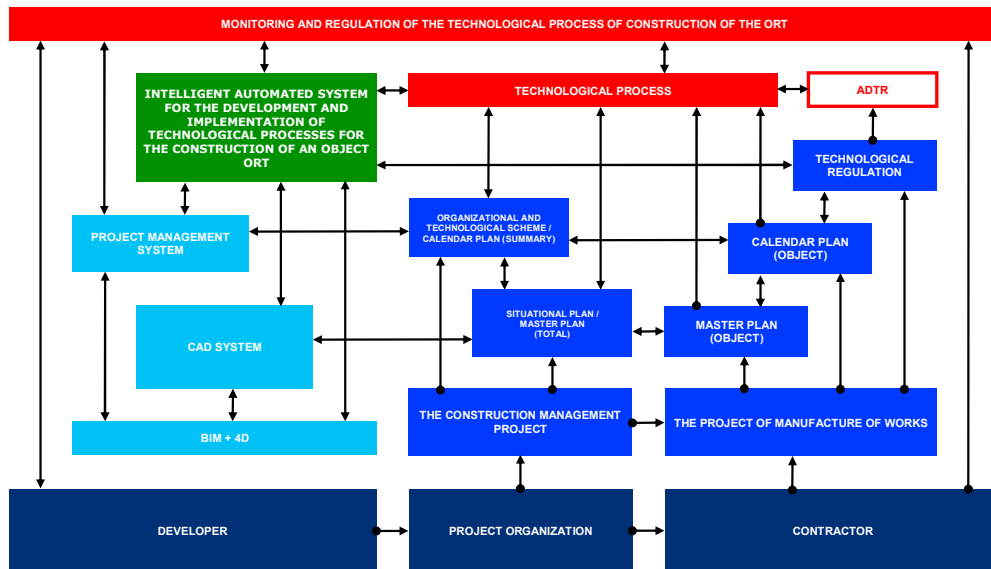 MONITORING AND REGULATION OF THE TECHNOLOGICAL PROCESS OF CONSTRUCTION OF THE ORT
INTELLIGENT AUTOMATED SYSTEM
FOR THE DEVELOPMENT AND
IMPLEMENTATION OF
TECHNOLOGICAL PROCESSES FOR
THE CONSTRUCTION OF AN OBJECT
ORT
TECHNOLOGICAL PROCESS
ADTR
TECHNOLOGICAL
REGULATION
PROJECT MANAGEMENT
SYSTEM
ORGANIZATIONAL AND
TECHNOLOGICAL SCHEME /
CALENDAR PLAN (SUMMARY)
CALENDAR PLAN
(OBJECT)
CAD SYSTEM
SITUATIONAL PLAN /
MASTER PLAN
(TOTAL)
MASTER PLAN
(OBJECT)
BIM + 4D
THE CONSTRUCTION MANAGEMENT
PROJECT
THE PROJECT OF MANUFACTURE OF WORKS
DEVELOPER
PROJECT ORGANIZATION
CONTRACTOR